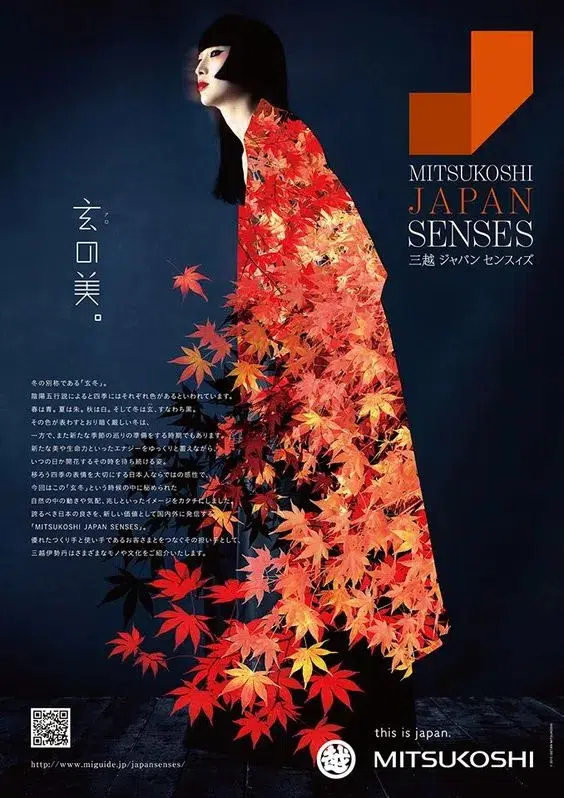 MITSUKOSHI
JAPAN
SENSES
三越 ジャパン センスィズ
玄の美。
クロ
冬の別称である「玄冬」。
陰陽五行説によると四季にはそれぞれ色があるといわれています。
春は青。夏は朱。秋は白。そして冬は玄、すなわち黒。
その色が表わすとおり暗く厳しい冬は、
一方で、また新たな季節の巡りの準備をする時期でもあります。
新たな美や生命力といったエナジーをゆっくりと蓄えながら、
いつの日か開花するその時を待ち続ける姿。
移ろう四季の表情を大切にする日本人ならではの感性で、
今回はこの「玄冬」という時候の中に秘められた
自然の中の動きや気配、兆しといったイメージをカタチにしました。
誇るべき日本の良さを、新しい価値として国内外に発信する
「MITSUKOSHI JAPAN SENSES」。
優れたつくり手と使い手であるお客さまとをつなぐその担い手として、
三越伊勢丹はさまざまなモノや文化をご紹介いたします。
http://www.miguide.jp/japansenses/
this is japan.
越 MITSUKOSHI